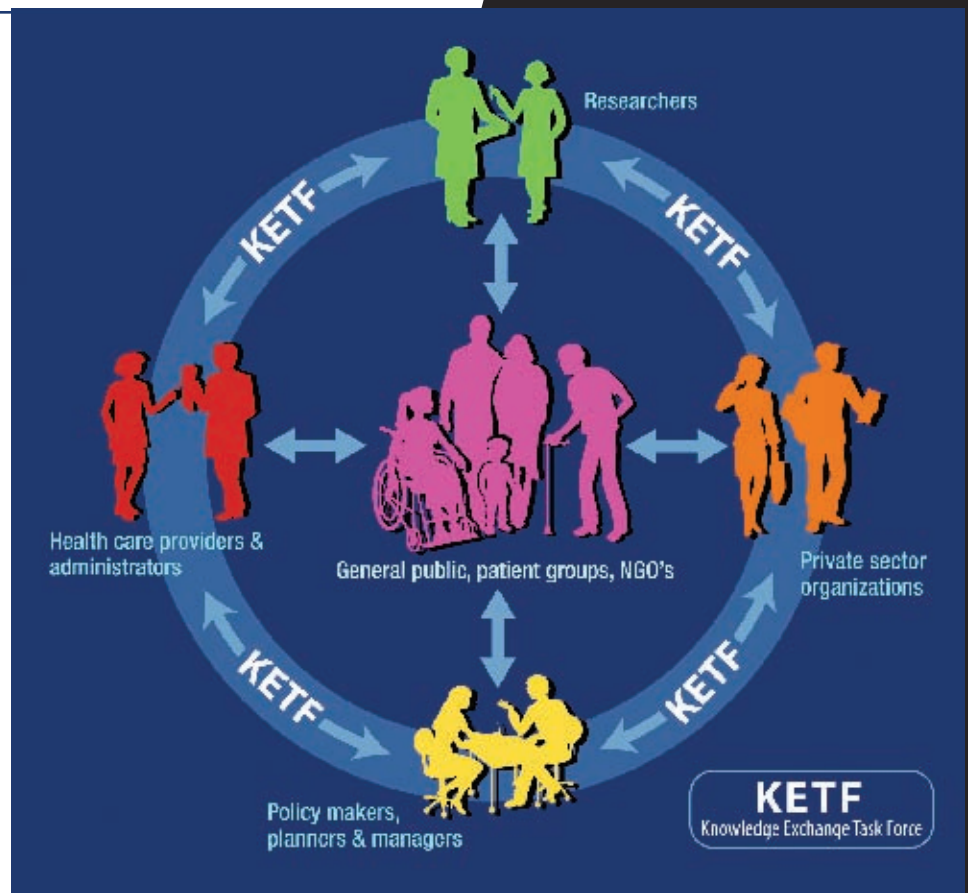 Researchers
KETF
KETF
Health care providers &
administrators
General public, patient groups, NGO's
Private sector
organizations
KETF
KETF
Policy makers,
planners & managers
KETF
Knowledge Exchange Task Force